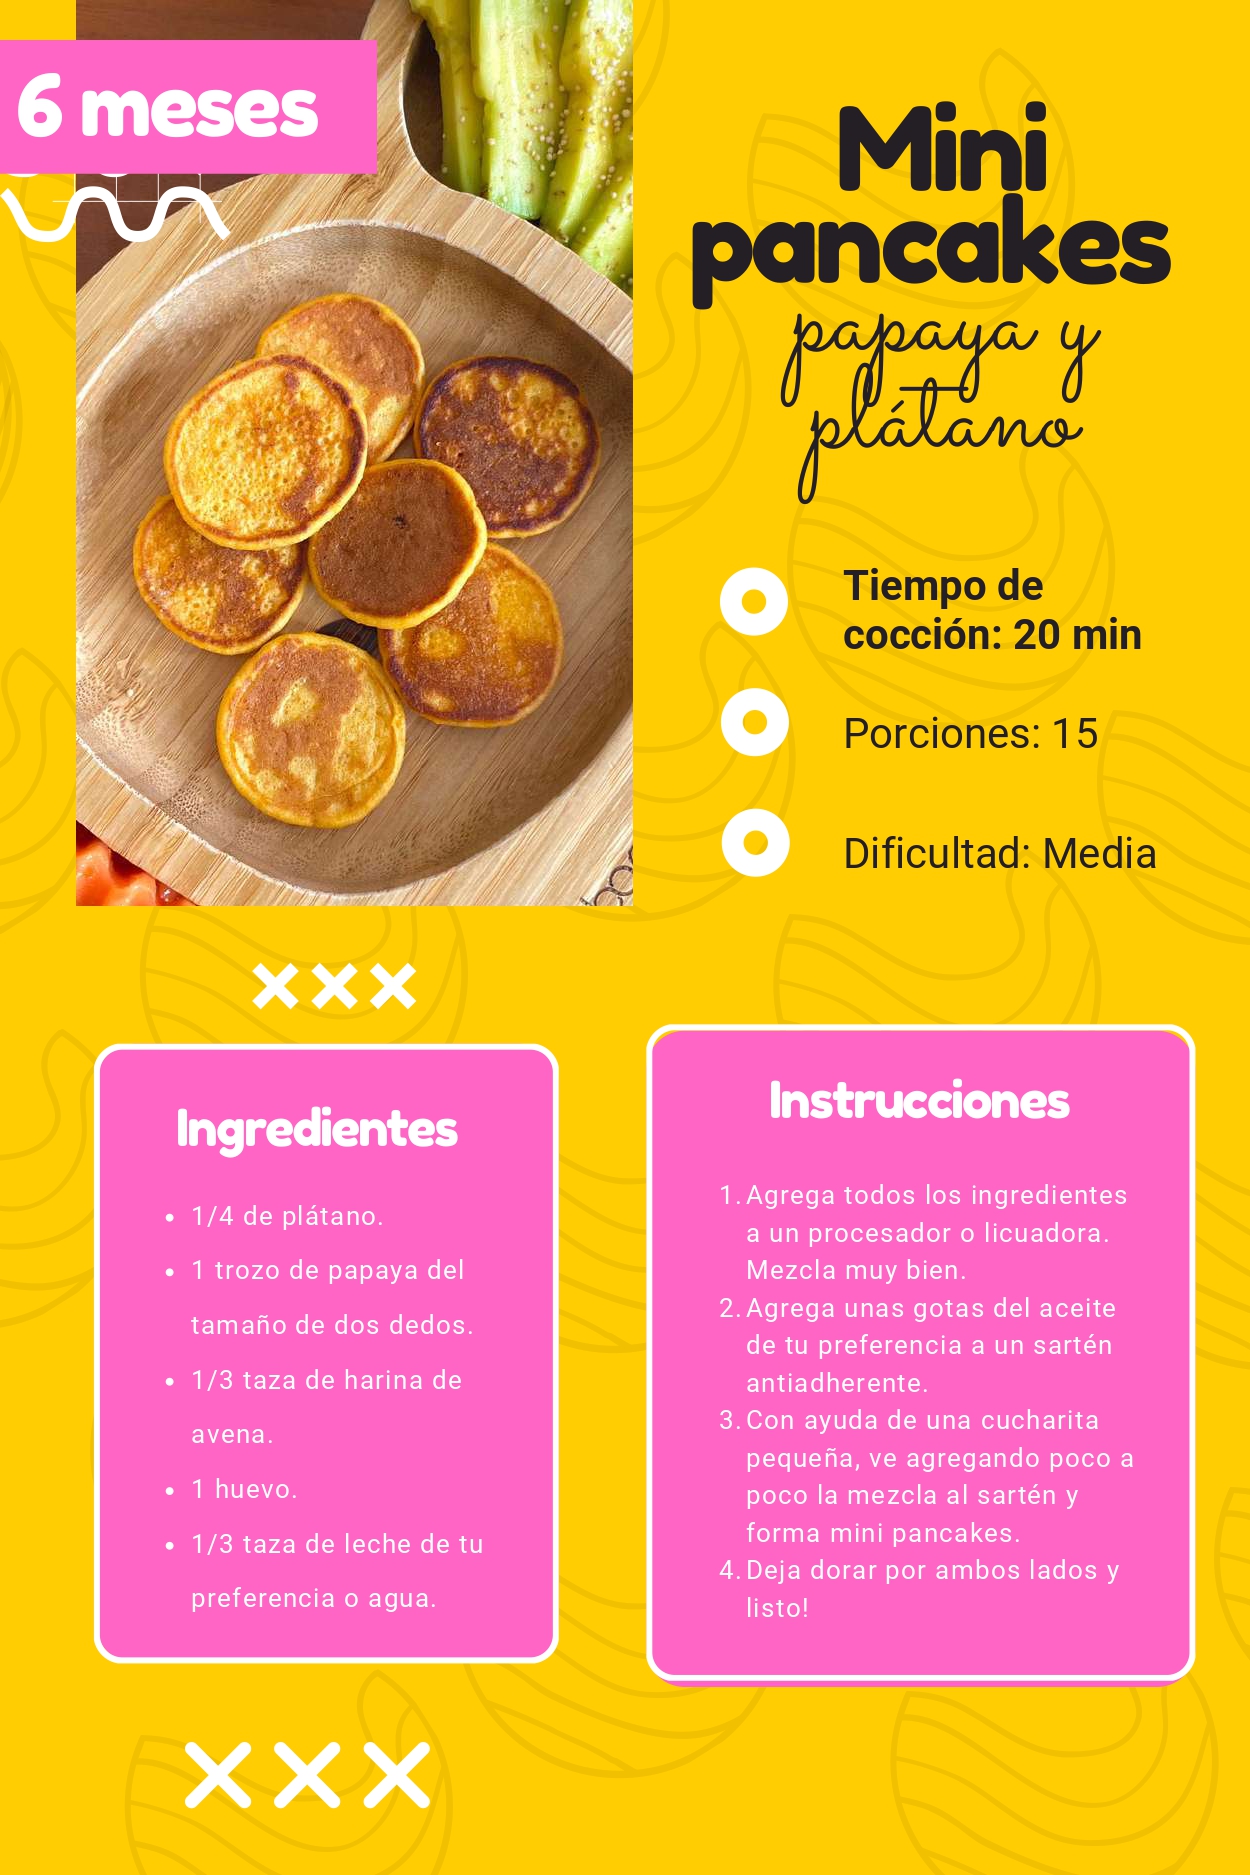 6 meses
Mini
pancakes
papaya y
plátano
Tiempo de
cocción: 20 min
Porciones: 15
Dificultad: Media
Ingredientes
• 1/4 de plátano.
• 1 trozo de papaya del
tamaño de dos dedos.
• 1/3 taza de harina de
avena.
• 1 huevo.
• 1/3 taza de leche de tu
preferencia o agua.
Instrucciones
1. Agrega todos los ingredientes
a un procesador o licuadora.
Mezcla muy bien.
2. Agrega unas gotas del aceite
de tu preferencia a un sartén
antiadherente.
3. Con ayuda de una cucharita
pequeña, ve agregando poco a
poco la mezcla al sartén y
forma mini pancakes.
4. Deja dorar por ambos lados y
listo!